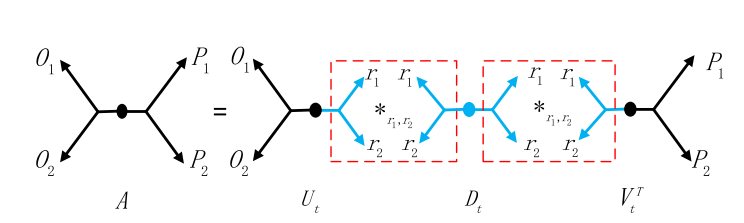 O₁ P₁ O₁ r₁ r₁ r₁ r₁ P₁
= *r₁,r₂ *r₁,r₂
O₂ P₂ O₂ r₂ r₂ r₂ r₂ P₂
A Uₜ Dₜ Vₜᵀ